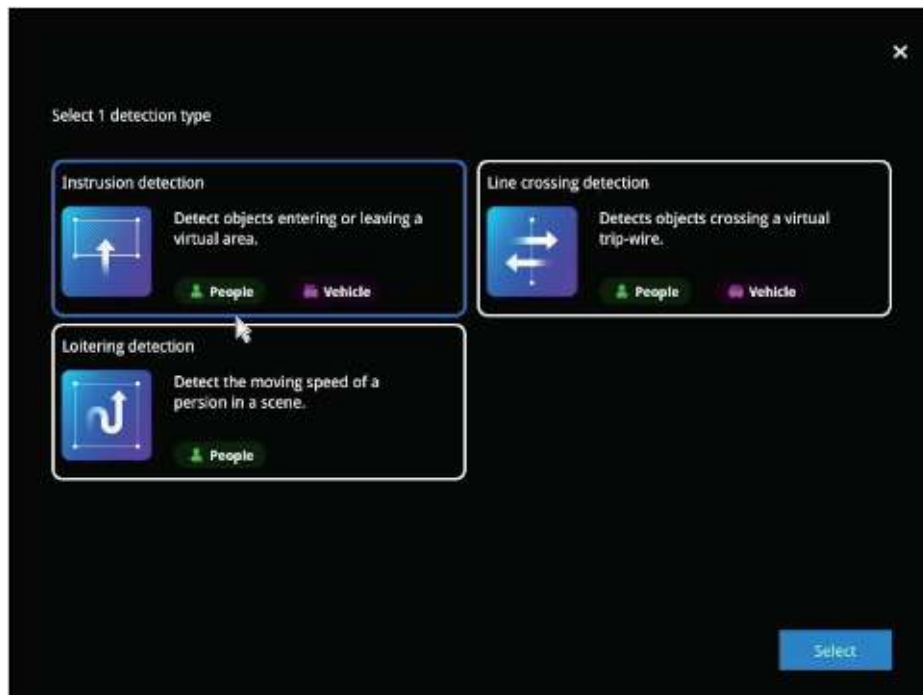 Select 1 detection type
Instrusion detection
Detect objects entering or leaving a
virtual area.
People Vehicle
Line crossing detection
Detects objects crossing a virtual
trip-wire.
People Vehicle
Loitering detection
Detect the moving speed of a
persion in a scene.
People
Select